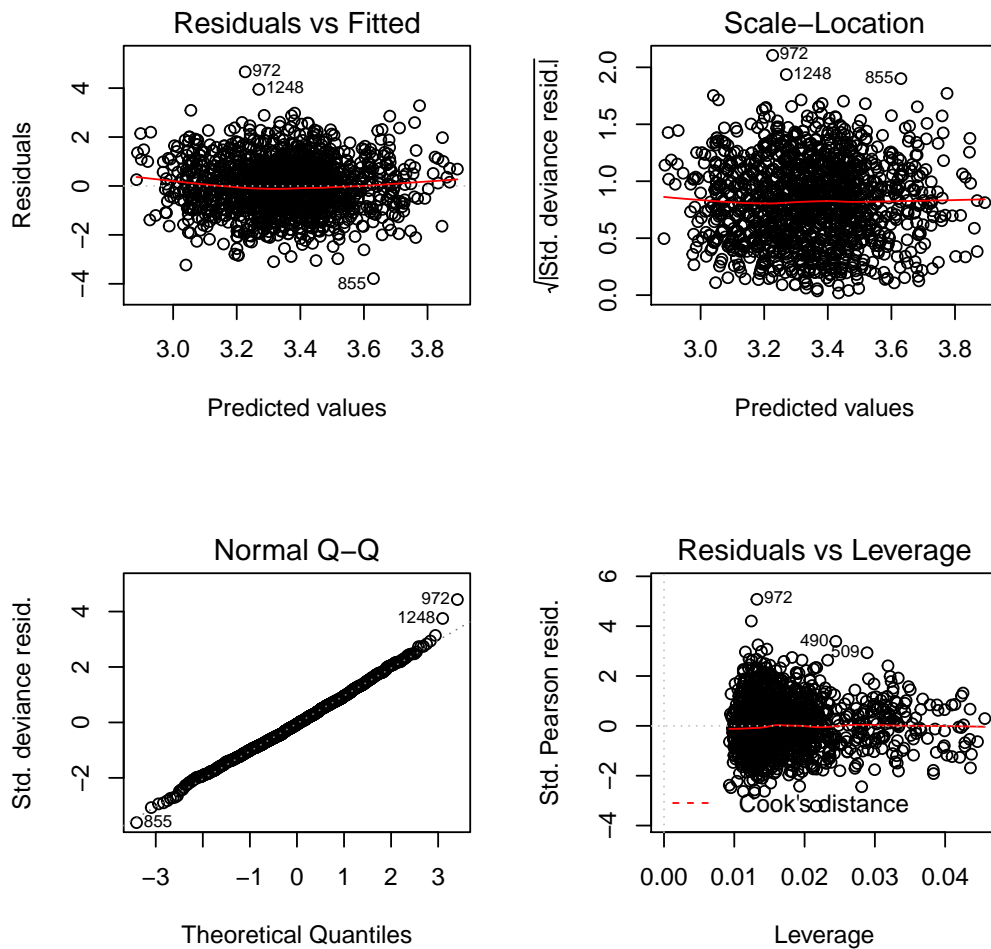 Residuals vs Fitted
Residuals
4
2
0
−2
−4
972
1248
855
3.0 3.2 3.4 3.6 3.8
Predicted values
Scale−Location
√|Std. deviance resid.|
2.0
1.5
1.0
0.5
0.0
972
1248
855
3.0 3.2 3.4 3.6 3.8
Predicted values
Normal Q−Q
Std. deviance resid.
4
2
0
−2
972
1248
855
−3 −1 0 1 2 3
Theoretical Quantiles
Residuals vs Leverage
Std. Pearson resid.
6
4
2
0
−2
−4
972
490
509
Cook's distance
0.00 0.01 0.02 0.03 0.04
Leverage